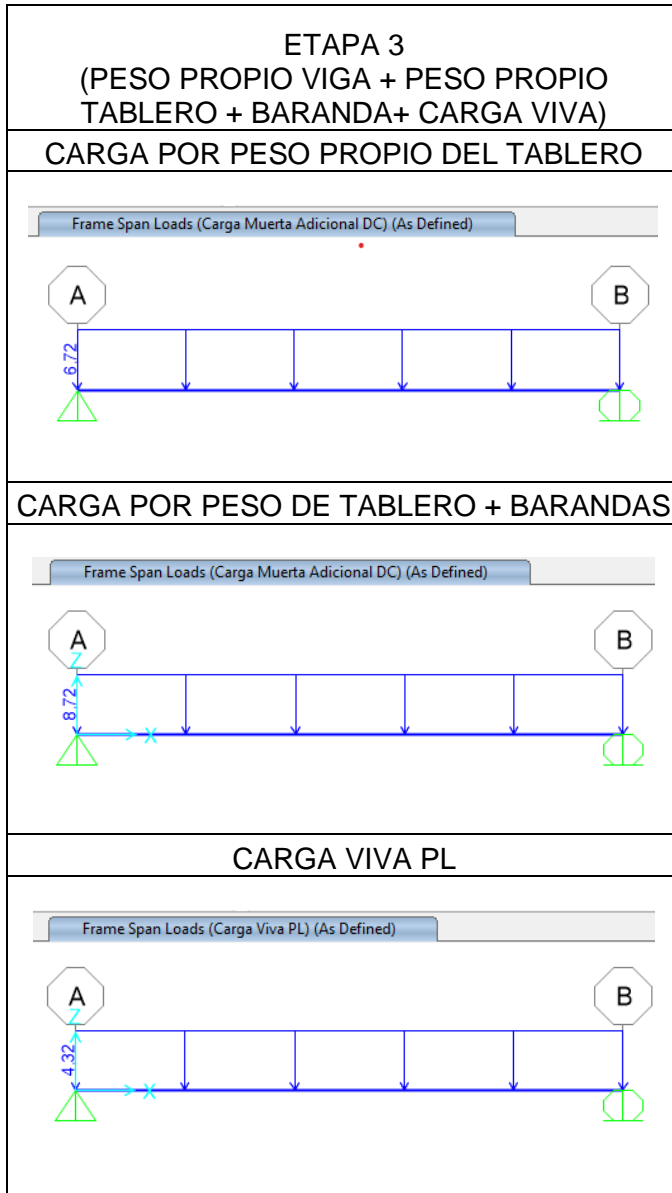 ETAPA 3
(PESO PROPIO VIGA + PESO PROPIO
TABLERO + BARANDA+ CARGA VIVA)
CARGA POR PESO PROPIO DEL TABLERO
Frame Span Loads (Carga Muerta Adicional DC) (As Defined)
A
B
6,72
CARGA POR PESO DE TABLERO + BARANDAS
Frame Span Loads (Carga Muerta Adicional DC) (As Defined)
A
B
Z
8,72
X
CARGA VIVA PL
Frame Span Loads (Carga Viva PL) (As Defined)
A
B
Z
4,32
X